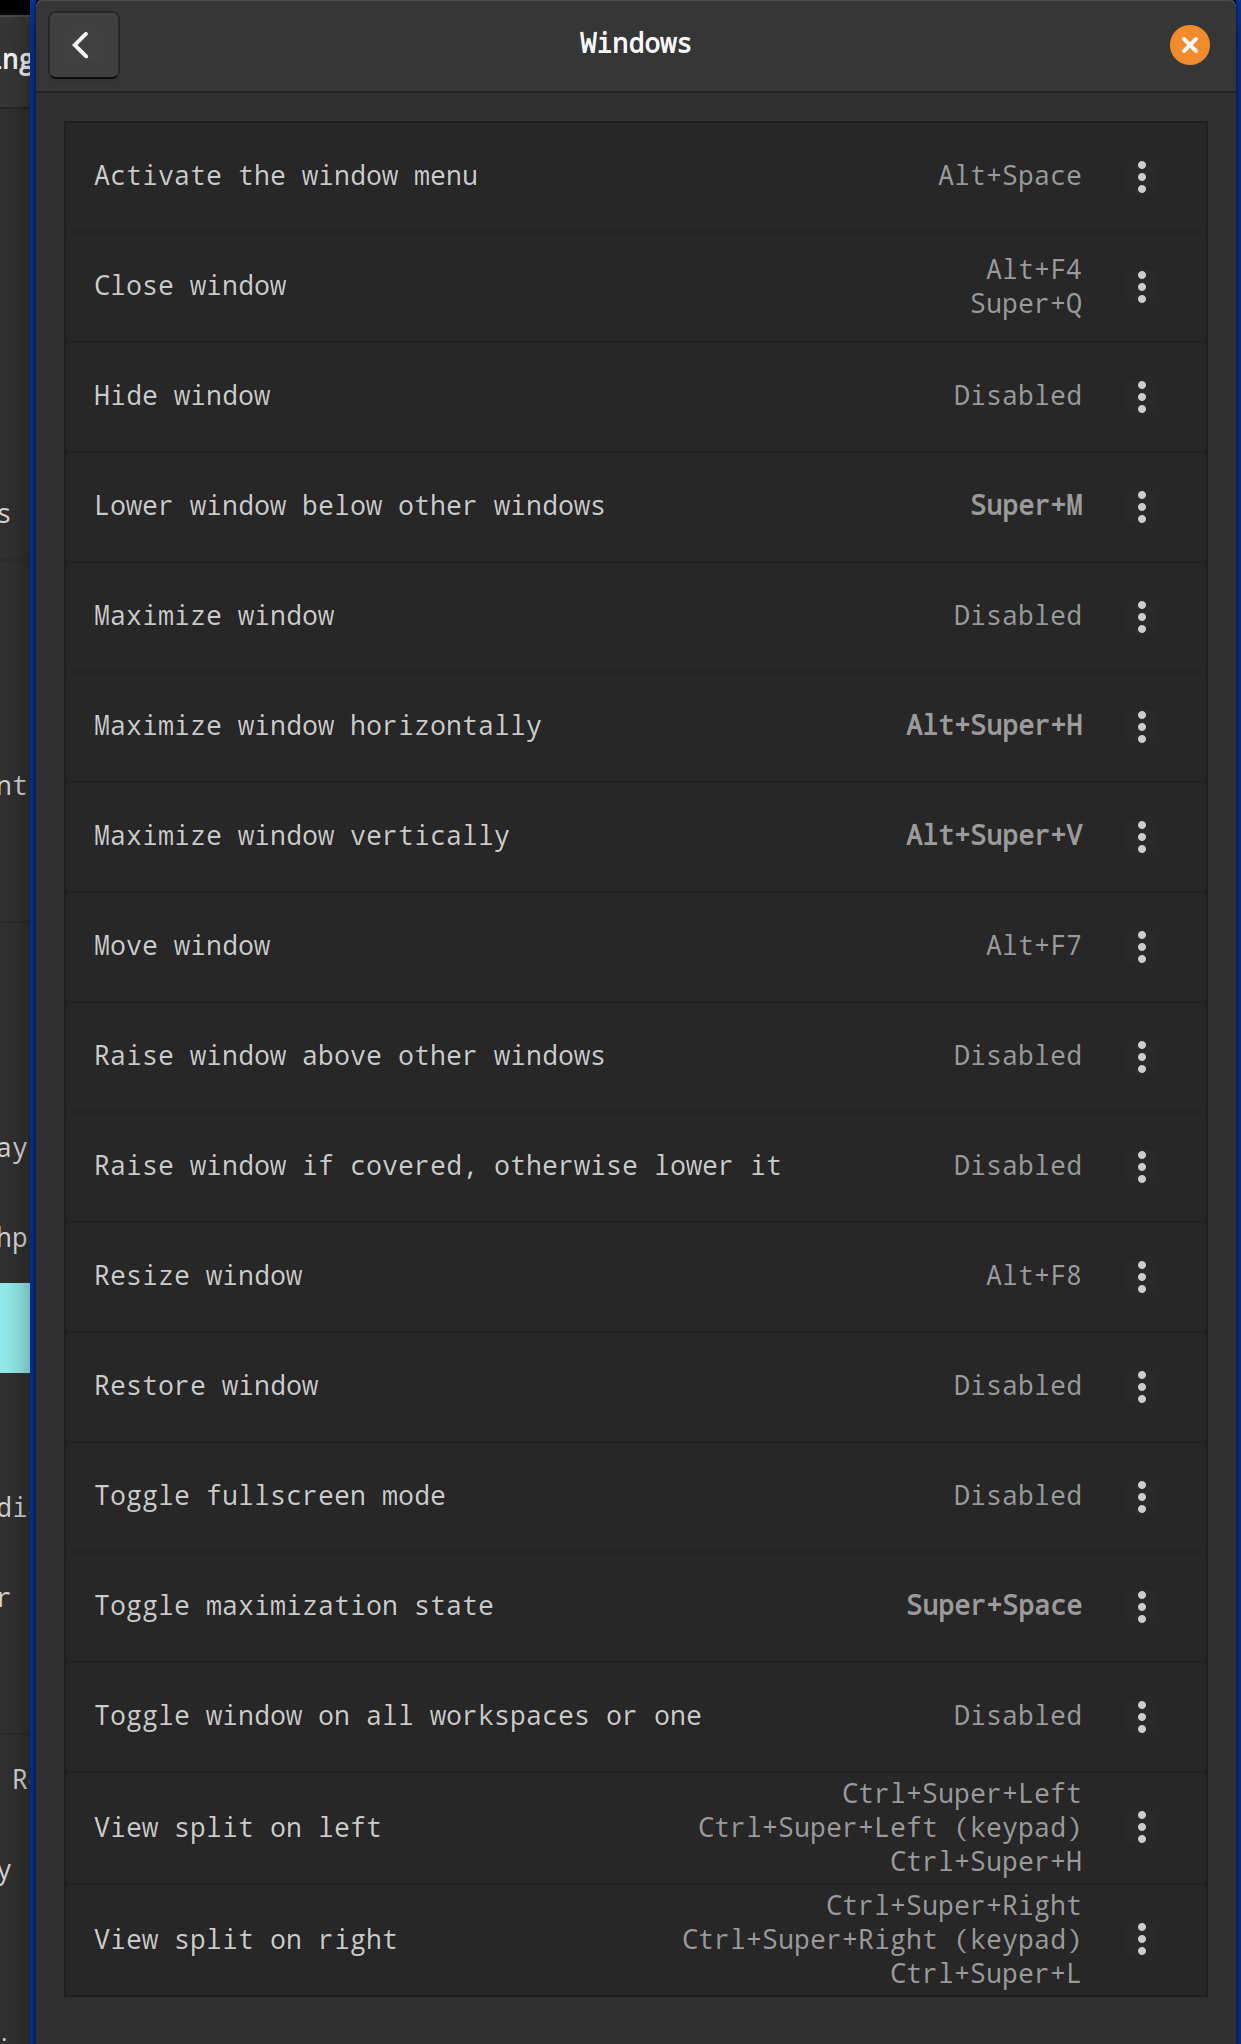 Windows
Activate the window menu Alt+Space
Close window Alt+F4
Super+Q
Hide window Disabled
Lower window below other windows Super+M
Maximize window Disabled
Maximize window horizontally Alt+Super+H
Maximize window vertically Alt+Super+V
Move window Alt+F7
Raise window above other windows Disabled
Raise window if covered, otherwise lower it Disabled
Resize window Alt+F8
Restore window Disabled
Toggle fullscreen mode Disabled
Toggle maximization state Super+Space
Toggle window on all workspaces or one Disabled
View split on left Ctrl+Super+Left
Ctrl+Super+Left (keypad)
Ctrl+Super+H
View split on right Ctrl+Super+Right
Ctrl+Super+Right (keypad)
Ctrl+Super+L